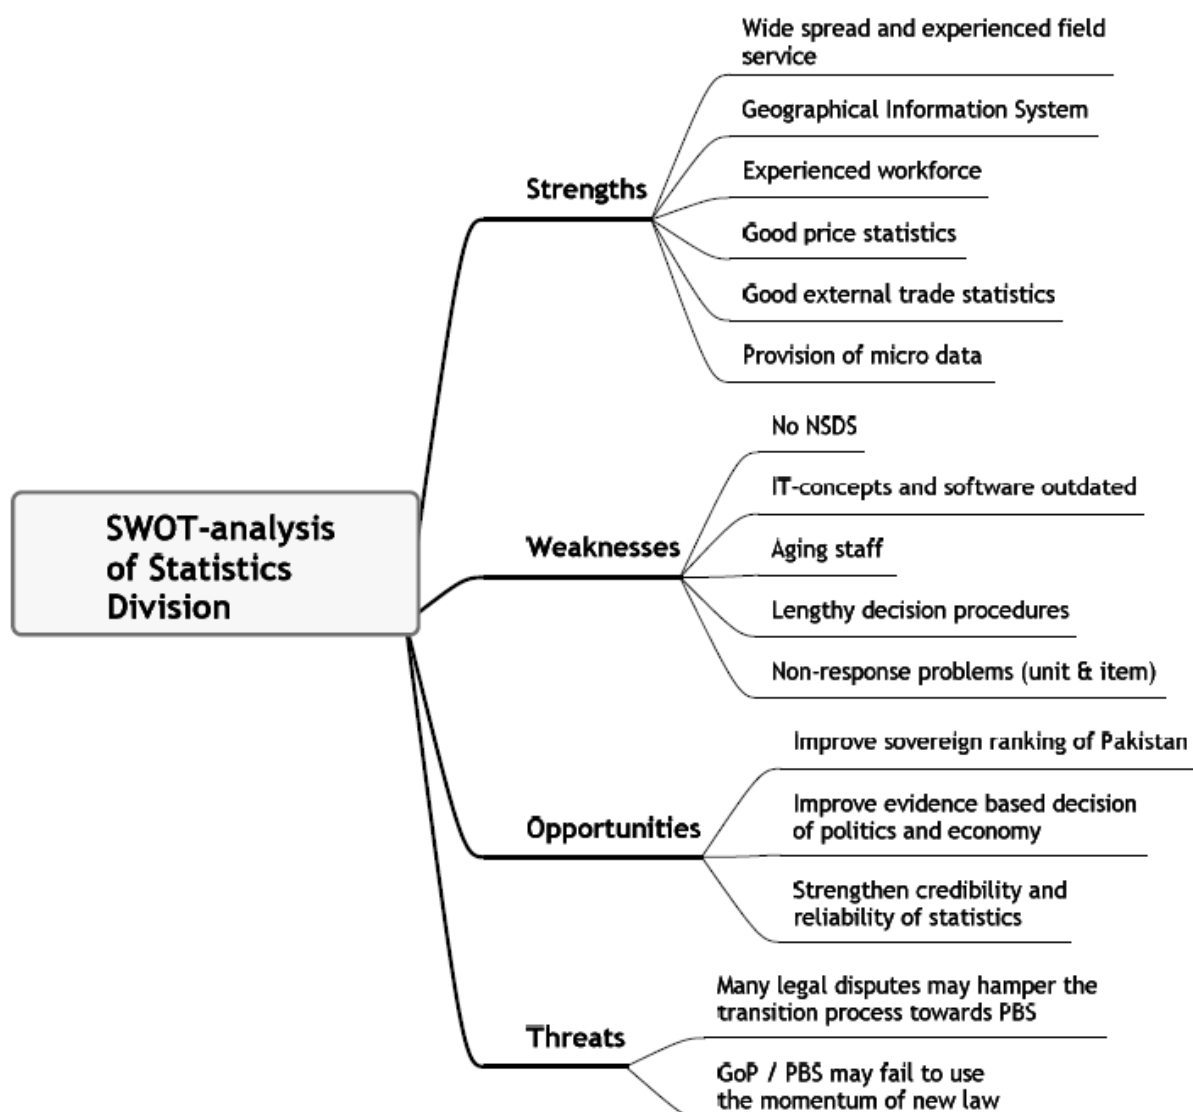 SWOT-analysis
of Statistics
Division
Strengths
Wide spread and experienced field
service
Geographical Information System
Experienced workforce
Good price statistics
Good external trade statistics
Provision of micro data
Weaknesses
No NSDS
IT-concepts and software outdated
Aging staff
Lengthy decision procedures
Non-response problems (unit & item)
Opportunities
Improve sovereign ranking of Pakistan
Improve evidence based decision
of politics and economy
Strengthen credibility and
reliability of statistics
Threats
Many legal disputes may hamper the
transition process towards PBS
GoP / PBS may fail to use
the momentum of new law